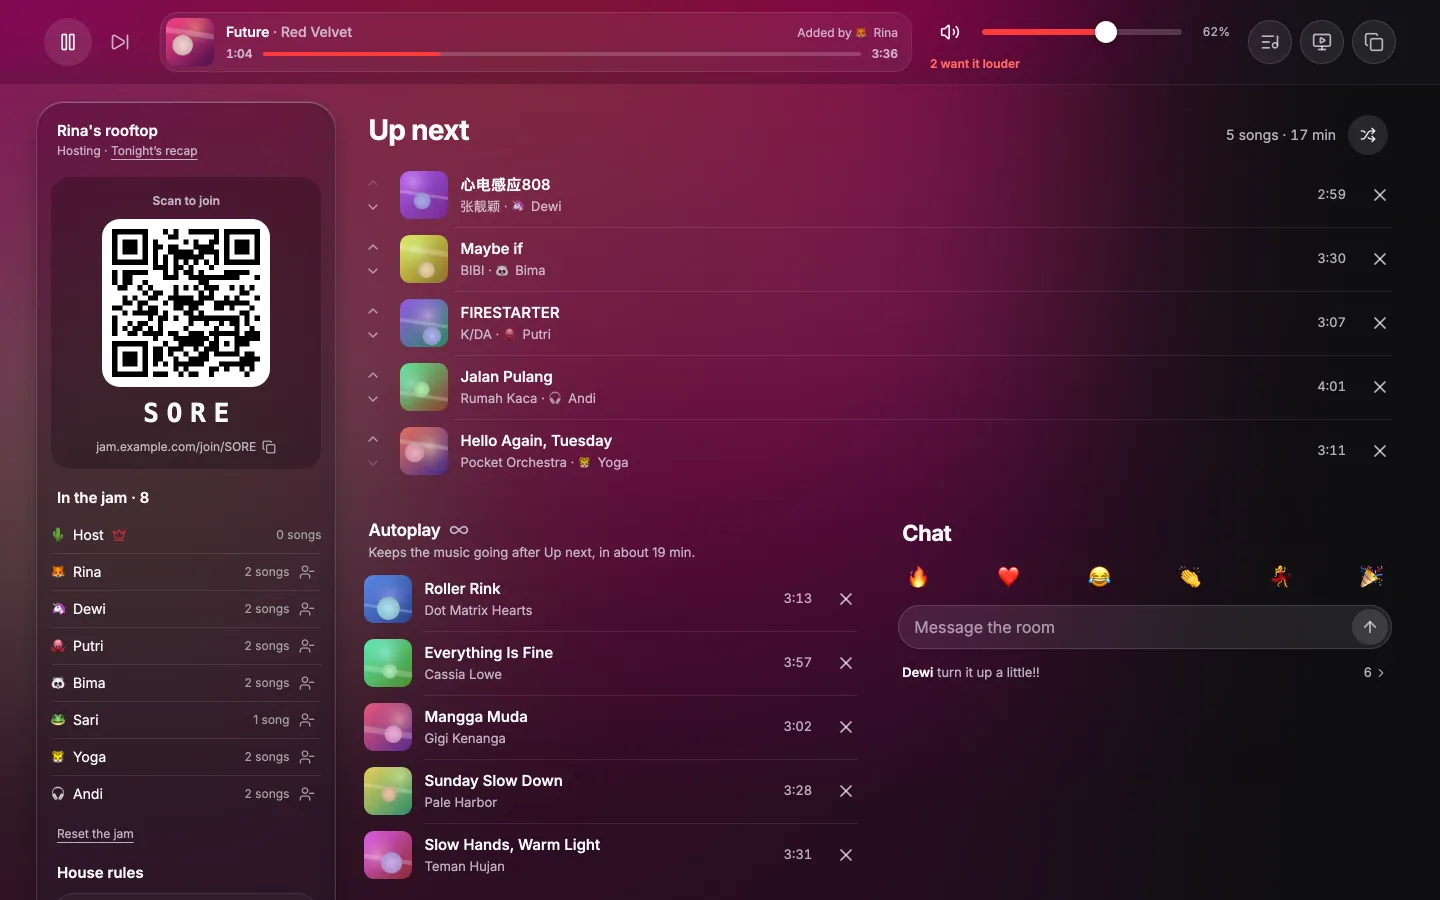 Future · Red Velvet
Added by Rina
1:04
3:36
62%
2 want it louder
Rina's rooftop
Hosting · Tonight's recap
Scan to join
SORE
jam.example.com/join/SORE
In the jam · 8
Host 0 songs
Rina 2 songs
Dewi 2 songs
Putri 2 songs
Bima 2 songs
Sari 1 song
Yoga 2 songs
Andi 2 songs
Reset the jam
House rules
Up next
5 songs · 17 min
心电感应808
张靓颖 · Dewi
2:59
Maybe if
BIBI · Bima
3:30
FIRESTARTER
K/DA · Putri
3:07
Jalan Pulang
Rumah Kaca · Andi
4:01
Hello Again, Tuesday
Pocket Orchestra · Yoga
3:11
Autoplay
Keeps the music going after Up next, in about 19 min.
Roller Rink
Dot Matrix Hearts
3:13
Everything Is Fine
Cassia Lowe
3:57
Mangga Muda
Gigi Kenanga
3:02
Sunday Slow Down
Pale Harbor
3:28
Slow Hands, Warm Light
Teman Hujan
3:31
Chat
Message the room
Dewi turn it up a little!!
6